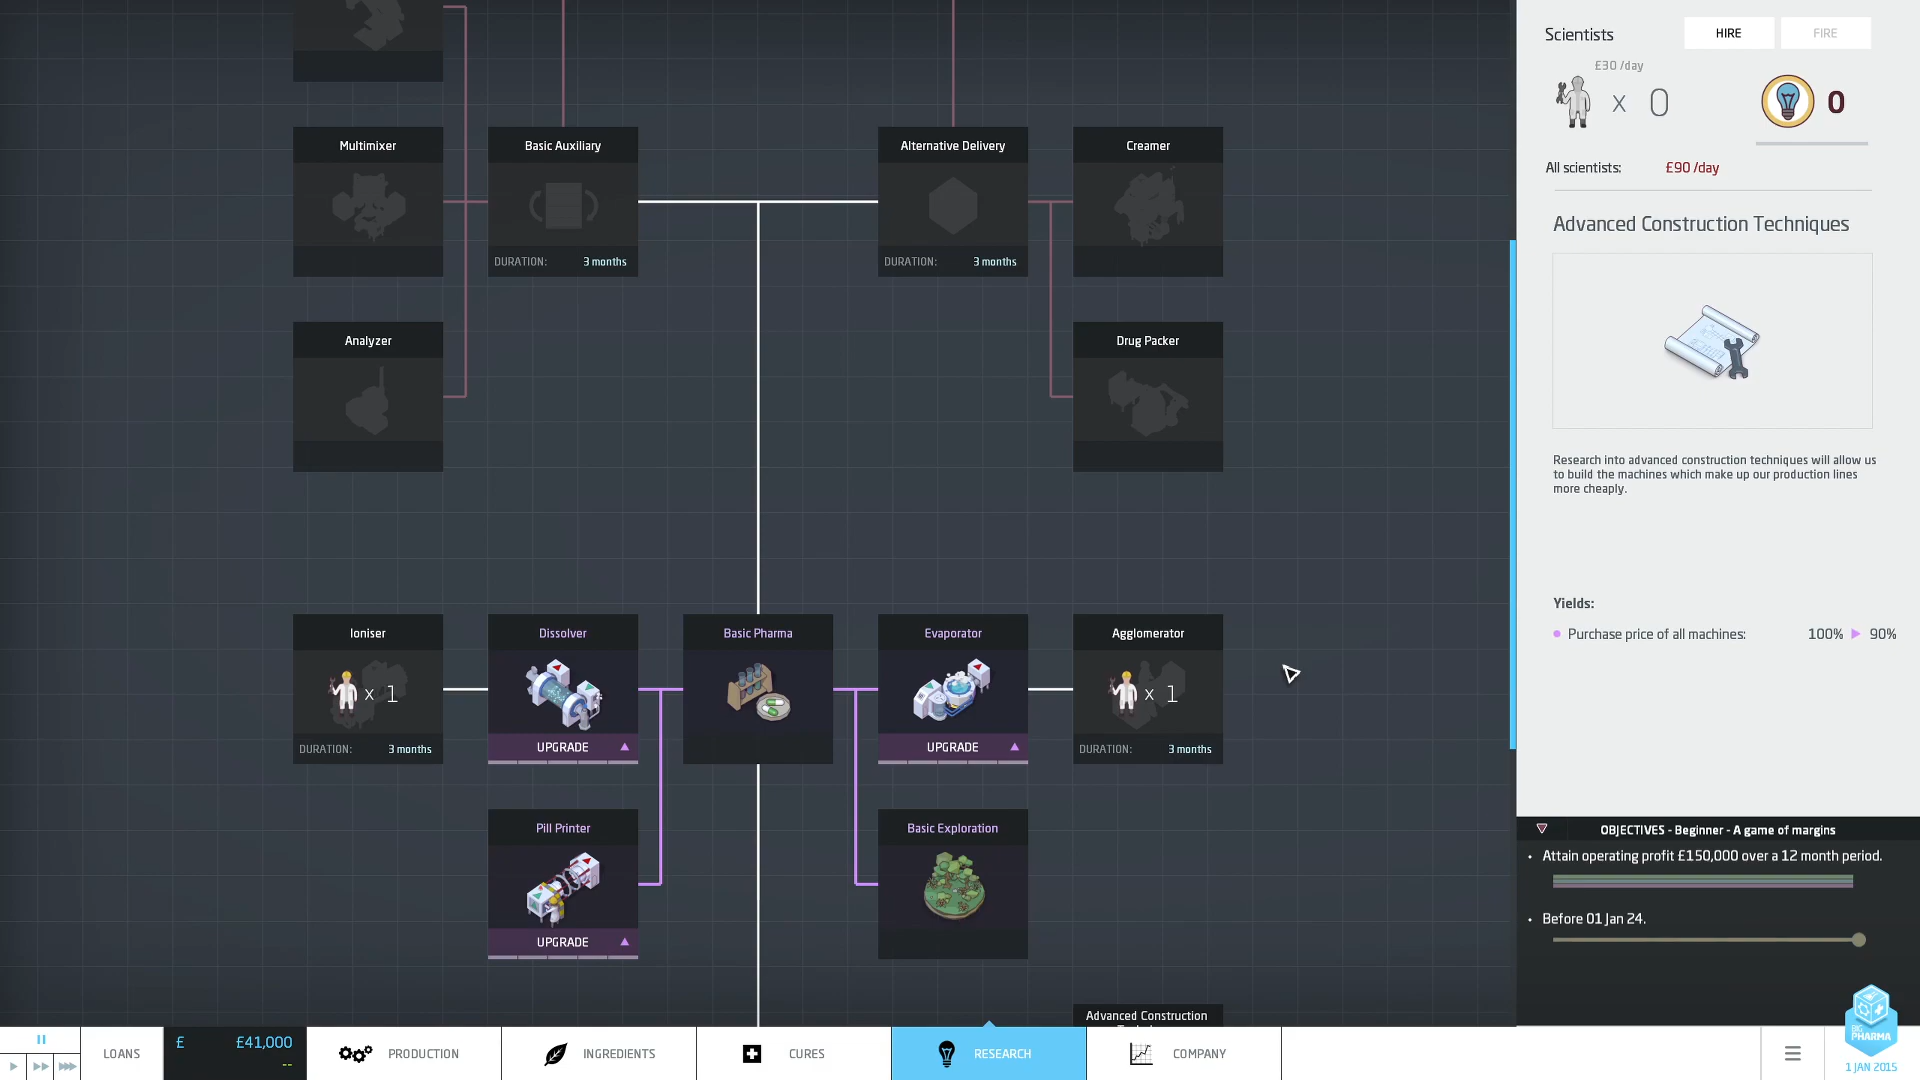 Scientists
HIRE
FIRE
£30 /day
x 0
0
All scientists: £90 /day
Advanced Construction Techniques
Research into advanced construction techniques will allow us
to build the machines which make up our production lines
more cheaply.
Yields:
Purchase price of all machines: 100% 90%
Multimixer
Basic Auxiliary
DURATION: 3 months
Alternative Delivery
DURATION: 3 months
Creamer
Analyzer
Drug Packer
Ioniser
x 1
DURATION: 3 months
Dissolver
UPGRADE
Basic Pharma
Evaporator
UPGRADE
Agglomerator
x 1
DURATION: 3 months
Pill Printer
UPGRADE
Basic Exploration
Advanced Construction
OBJECTIVES - Beginner - A game of margins
Attain operating profit £150,000 over a 12 month period.
Before 01 Jan 24.
LOANS
£ £41,000
--
PRODUCTION
INGREDIENTS
CURES
RESEARCH
COMPANY
BIG
PHARMA
1 JAN 2015